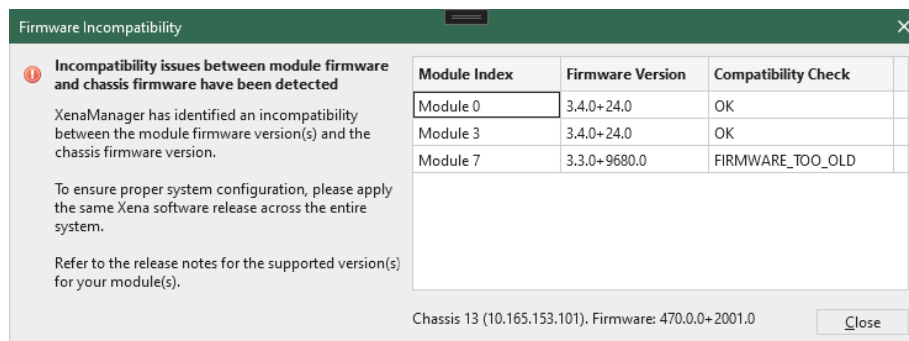 Firmware Incompatibility
Incompatibility issues between module firmware
and chassis firmware have been detected
XenaManager has identified an incompatibility
between the module firmware version(s) and the
chassis firmware version.
To ensure proper system configuration, please apply
the same Xena software release across the entire
system.
Refer to the release notes for the supported version(s)
for your module(s).
Module Index Firmware Version Compatibility Check
Module 0 3.4.0+24.0 OK
Module 3 3.4.0+24.0 OK
Module 7 3.3.0+9680.0 FIRMWARE_TOO_OLD
Chassis 13 (10.165.153.101). Firmware: 470.0.0+2001.0
Close